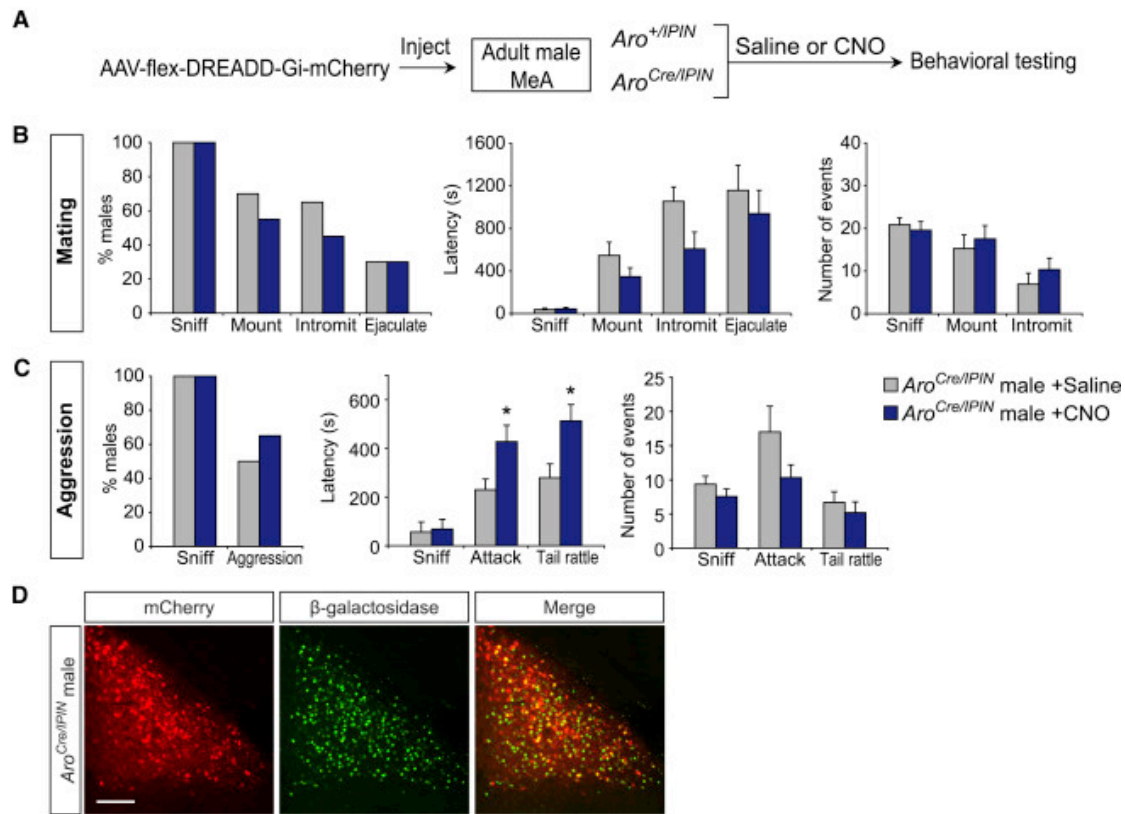 A
AAV-flex-DREADD-Gi-mCherry
Inject
Adult male
MeA
Aro+/IPIN
AroCre/IPIN
Saline or CNO
Behavioral testing
B
Mating
% males
100
80
60
40
20
0
Sniff
Mount
Intromit
Ejaculate
Latency (s)
1600
1200
800
400
0
Sniff
Mount
Intromit
Ejaculate
Number of events
40
30
20
10
0
Sniff
Mount
Intromit
C
Aggression
% males
100
80
60
40
20
0
Sniff
Aggression
Latency (s)
600
400
200
0
*
*
Sniff
Attack
Tail rattle
Number of events
25
20
15
10
5
0
Sniff
Attack
Tail rattle
AroCre/IPIN male +Saline
AroCre/IPIN male +CNO
D
mCherry
β-galactosidase
Merge
AroCre/IPIN male